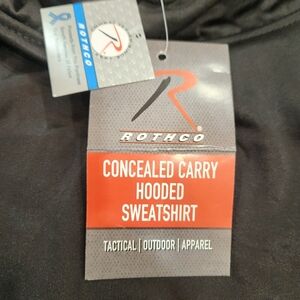 ROTHCO
R
ROTHCO
CONCEALED CARRY
HOODED
SWEATSHIRT
TACTICAL | OUTDOOR | APPAREL